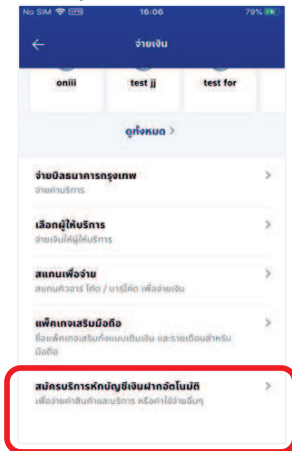 No SIM VPN 16:06 79%
จ่ายเงิน
oniii test jj test for
ดูทั้งหมด >
จ่ายบิลธนาคารกรุงเทพ
จ่ายค่าบริการ
เลือกผู้ให้บริการ
จ่ายเงินให้ผู้ให้บริการ
สแกนเพื่อจ่าย
สแกนคิวอาร์ โค้ด / บาร์โค้ด เพื่อจ่ายเงิน
แพ็กเกจเสริมมือถือ
ซื้อแพ็กเกจเสริมทั้งแบบเติมเงิน และรายเดือนสำหรับ
มือถือ
สมัครบริการหักบัญชีเงินฝากอัตโนมัติ
เพื่อจ่ายค่าสินค้าและบริการ หรือค่าใช้จ่ายอื่นๆ